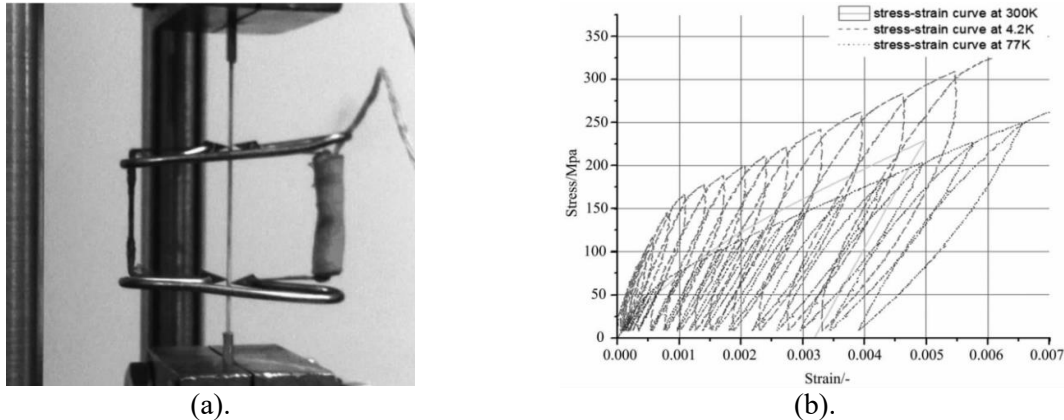 stress-strain curve at 300K
stress-strain curve at 4.2K
stress-strain curve at 77K
350
300
250
200
150
100
50
0
Stress/Mpa
0.000 0.001 0.002 0.003 0.004 0.005 0.006 0.007
Strain/-
(a). (b).